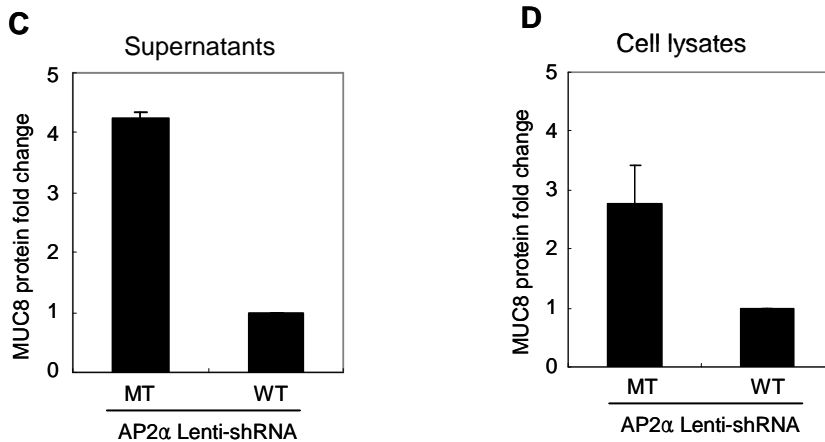 C
Supernatants
MUC8 protein fold change
5
4
3
2
1
0
MT WT
AP2α Lenti-shRNA
D
Cell lysates
MUC8 protein fold change
5
4
3
2
1
0
MT WT
AP2α Lenti-shRNA